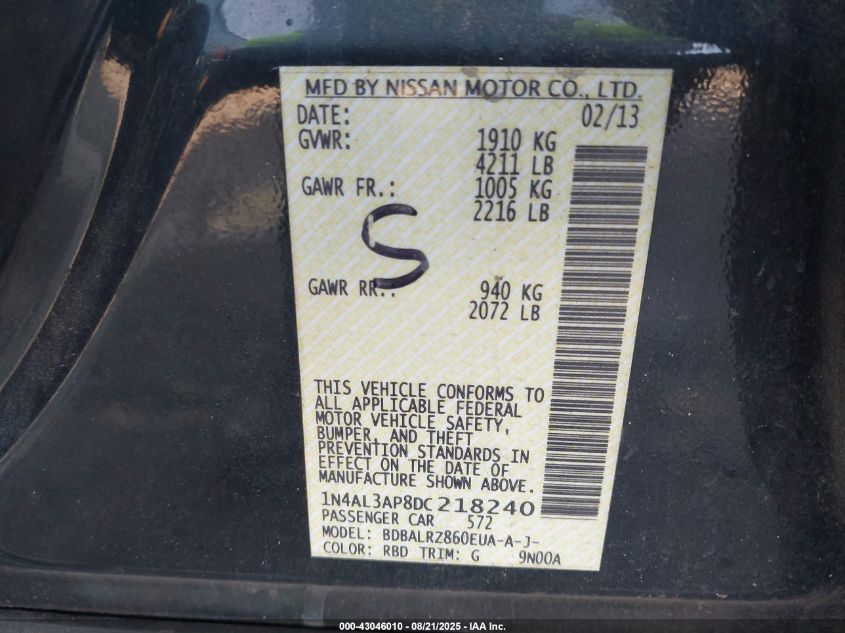 MFD BY NISSAN MOTOR CO., LTD.
DATE: 02/13
GVWR: 1910 KG
4211 LB
GAWR FR.: 1005 KG
2216 LB
S
GAWR RR.: 940 KG
2072 LB
THIS VEHICLE CONFORMS TO
ALL APPLICABLE FEDERAL
MOTOR VEHICLE SAFETY,
BUMPER, AND THEFT
PREVENTION STANDARDS IN
EFFECT ON THE DATE OF
MANUFACTURE SHOWN ABOVE.
1N4AL3AP8DC218240
PASSENGER CAR 572
MODEL: BDBALRZ860EUA-A-J-
COLOR: RBD TRIM: G 9N00A
000-43046010 - 08/21/2025 - IAA Inc.